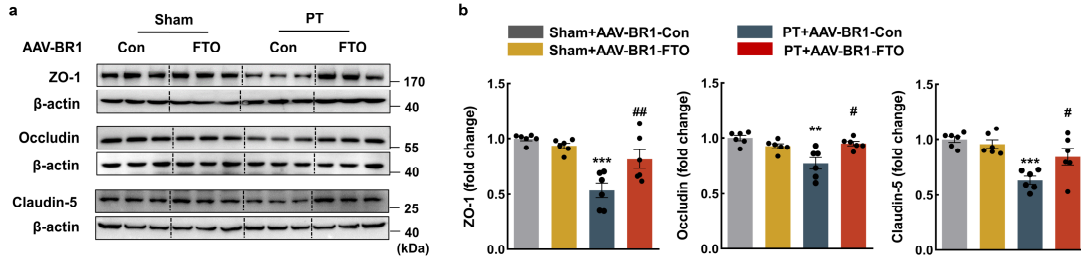 a
Sham PT
AAV-BR1 Con FTO Con FTO
ZO-1 170
β-actin 40
Occludin 55
β-actin 40
Claudin-5 25
β-actin 40
(kDa)
b
Sham+AAV-BR1-Con PT+AAV-BR1-Con
Sham+AAV-BR1-FTO PT+AAV-BR1-FTO
ZO-1 (fold change)
1.5
1.0
0.5
0.0
***
##
Occludin (fold change)
1.5
1.0
0.5
0.0
**
#
Claudin-5 (fold change)
1.5
1.0
0.5
0.0
***
#